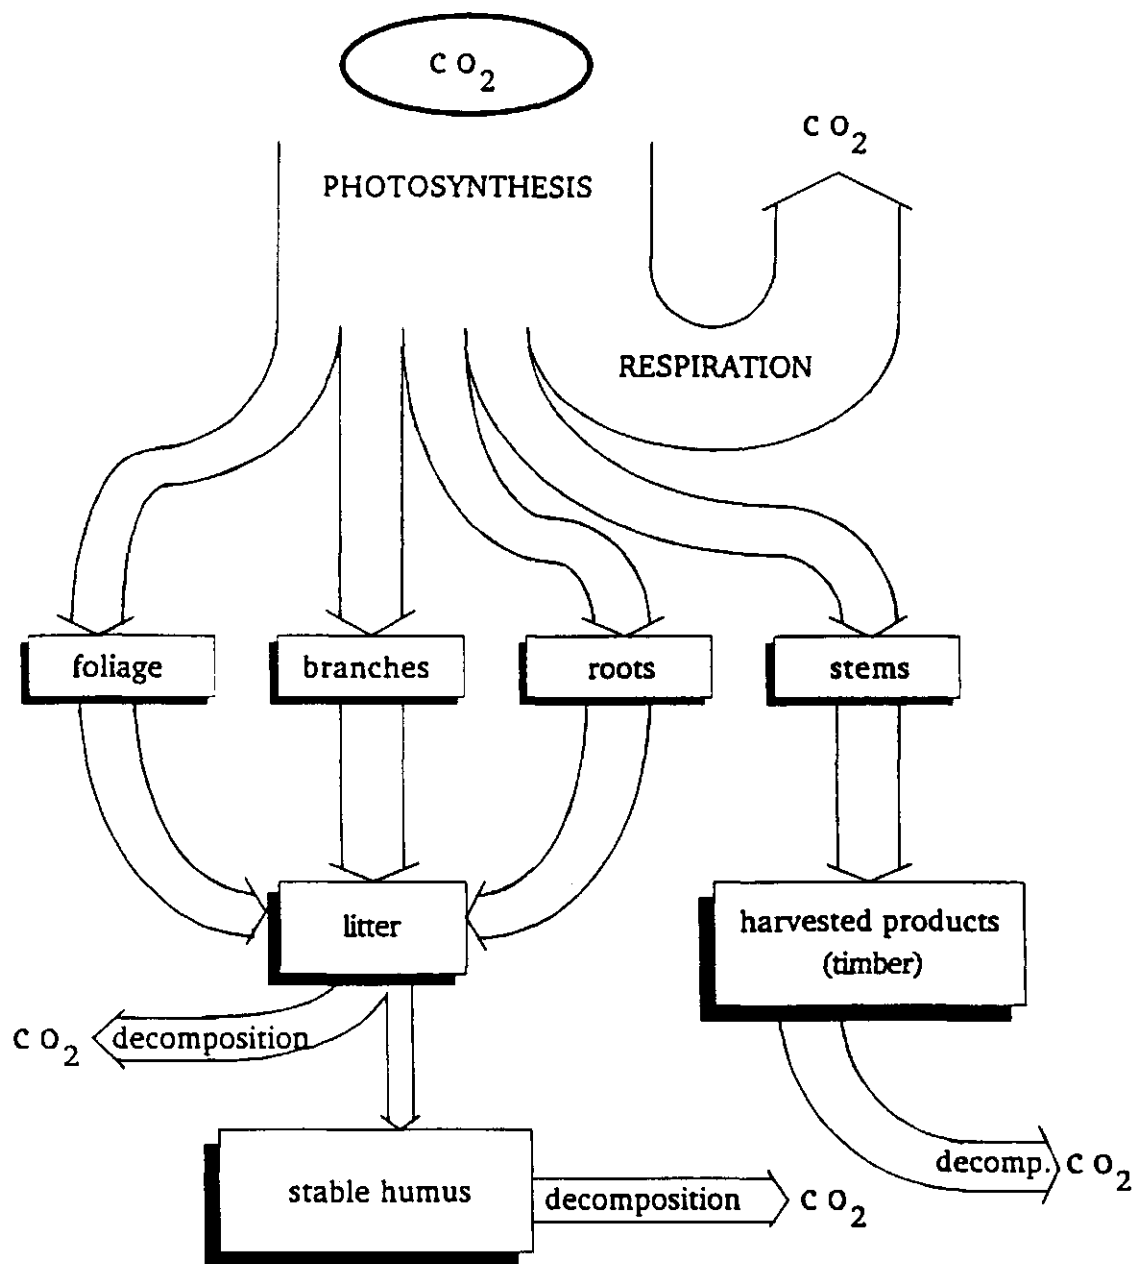 CO2
CO2
PHOTOSYNTHESIS
RESPIRATION
foliage
branches
roots
stems
litter
harvested products
(timber)
CO2
decomposition
decomp. CO2
stable humus
decomposition
CO2